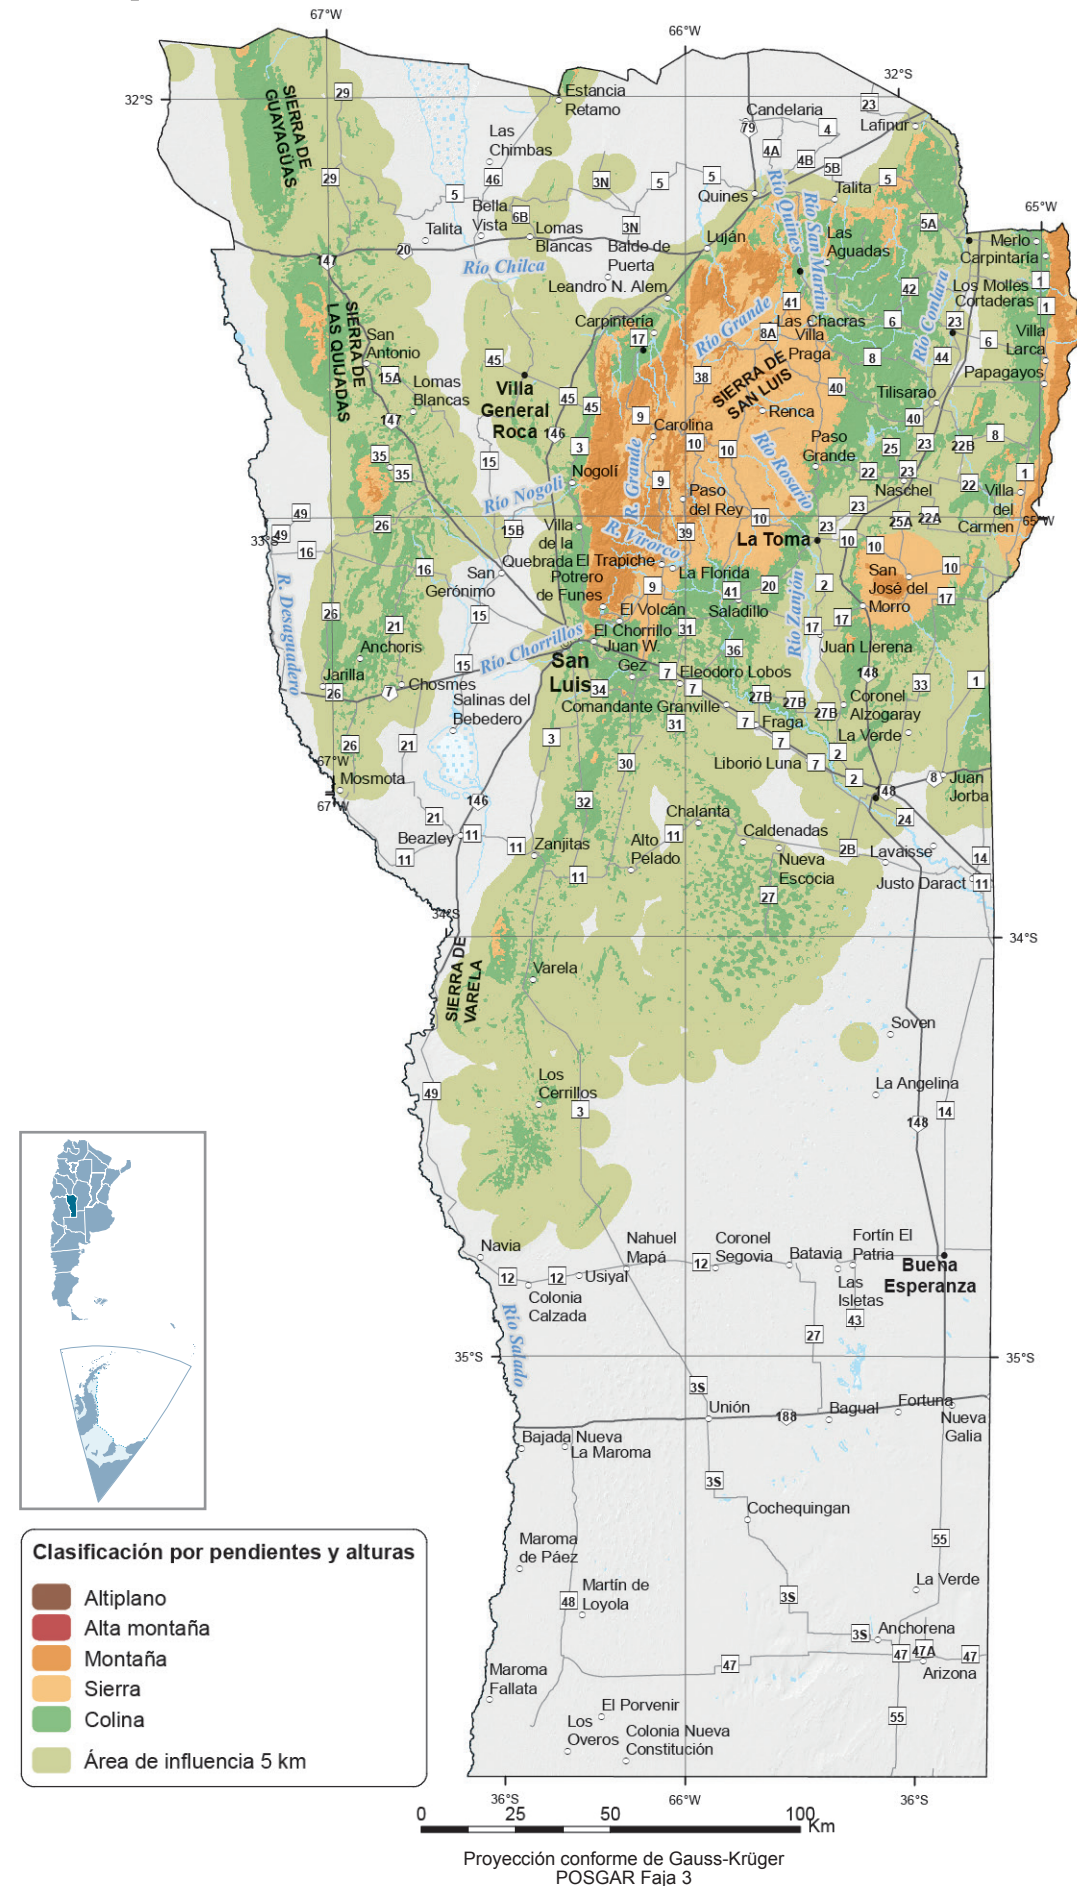 67°W
66°W
32°S
32°S
29
SIERRA DE
GUAYAGÜAS
Estancia
Retamo
Candelaria
23
Lafinur
79
4
Las
Chimbas
4A
4B
5B
29
46
5
3N
5
5
Quines
Talita
5
Río Quines
Río San Martín
65°W
Bella
Vista
6B
3N
Talita
Lomas
Blancas
Balde de
Puerta
Luján
Las
Aguadas
5A
Merlo
Carpintaría
20
147
Río Chilca
Leandro N. Alem
42
Los Molles
1
Cortaderas
1
SIERRA DE
LAS QUIJADAS
Carpintería
17
Río Grande
41
Las Chacras
8A
Villa
Praga
6
Río Conlara
23
6
Villa
Larca
San
Antonio
45
8
44
Papagayos
15A
38
SIERRA DE
SAN LUIS
40
Lomas
Blancas
Villa
General
Roca
45
45
Tilisarao
147
9
Renca
40
146
3
Carolina
10
10
Río Rosario
Paso
Grande
25
23
22B
8
35
35
15
Nogolí
R. Grande
9
22
23
22
1
Río Nogoli
Paso
del Rey
Naschel
Villa
del
Carmen
49
23
65°W
49
33°S
26
15B
Villa
de la
Quebrada
R. Virorco
39
10
La Toma
23
25A
22A
10
10
16
16
El Trapiche
San
Gerónimo
Potrero
de Funes
La Florida
9
41
20
2
San
José del
Morro
10
17
R. Desaguadero
26
21
15
El Volcán
Saladillo
Río Zanjón
17
17
El Chorrillo
31
Juan W.
Gez
Juan Llerena
Anchoris
15
Río Chorrillos
San
Luis
36
Jarilla
26
7
Chosmes
34
7
7
Eleodoro Lobos
148
33
1
Salinas del
Bebedero
Comandante Granville
27B
27B
27B
Coronel
Alzogaray
26
21
3
31
7
Fraga
7
La Verde
67°W
30
Liborio Luna
7
2
2
8
Juan
Jorba
Mosmota
67°W
146
32
148
21
Chalanta
24
Beazley
11
11
Zanjitas
Alto
Pelado
11
Caldenadas
2B
Lavaisse
14
11
11
Nueva
Escocia
27
Justo Daract
11
34°S
34°S
SIERRA DE
VARELA
Varela
Soven
49
Los
Cerrillos
3
La Angelina
14
148
Navia
Nahuel
Mapá
12
Coronel
Segovia
Batavia
Fortín El
Patria
Buena
Esperanza
12
12
Usiyal
Colonia
Calzada
Las
Isletas
43
Río Salado
27
35°S
35°S
3S
Unión
188
Bagual
Fortuna
Nueva
Galia
Bajada Nueva
La Maroma
3S
Cochequingan
Maroma
de Páez
55
La Verde
48
Martín de
Loyola
3S
3S
Anchorena
47
47A
47
Arizona
47
Maroma
Fallata
El Porvenir
Los
Overos
Colonia Nueva
Constitución
55
36°S
66°W
36°S
Clasificación por pendientes y alturas
Altiplano
Alta montaña
Montaña
Sierra
Colina
Área de influencia 5 km
0 25 50 100
Km
Proyección conforme de Gauss-Krüger
POSGAR Faja 3